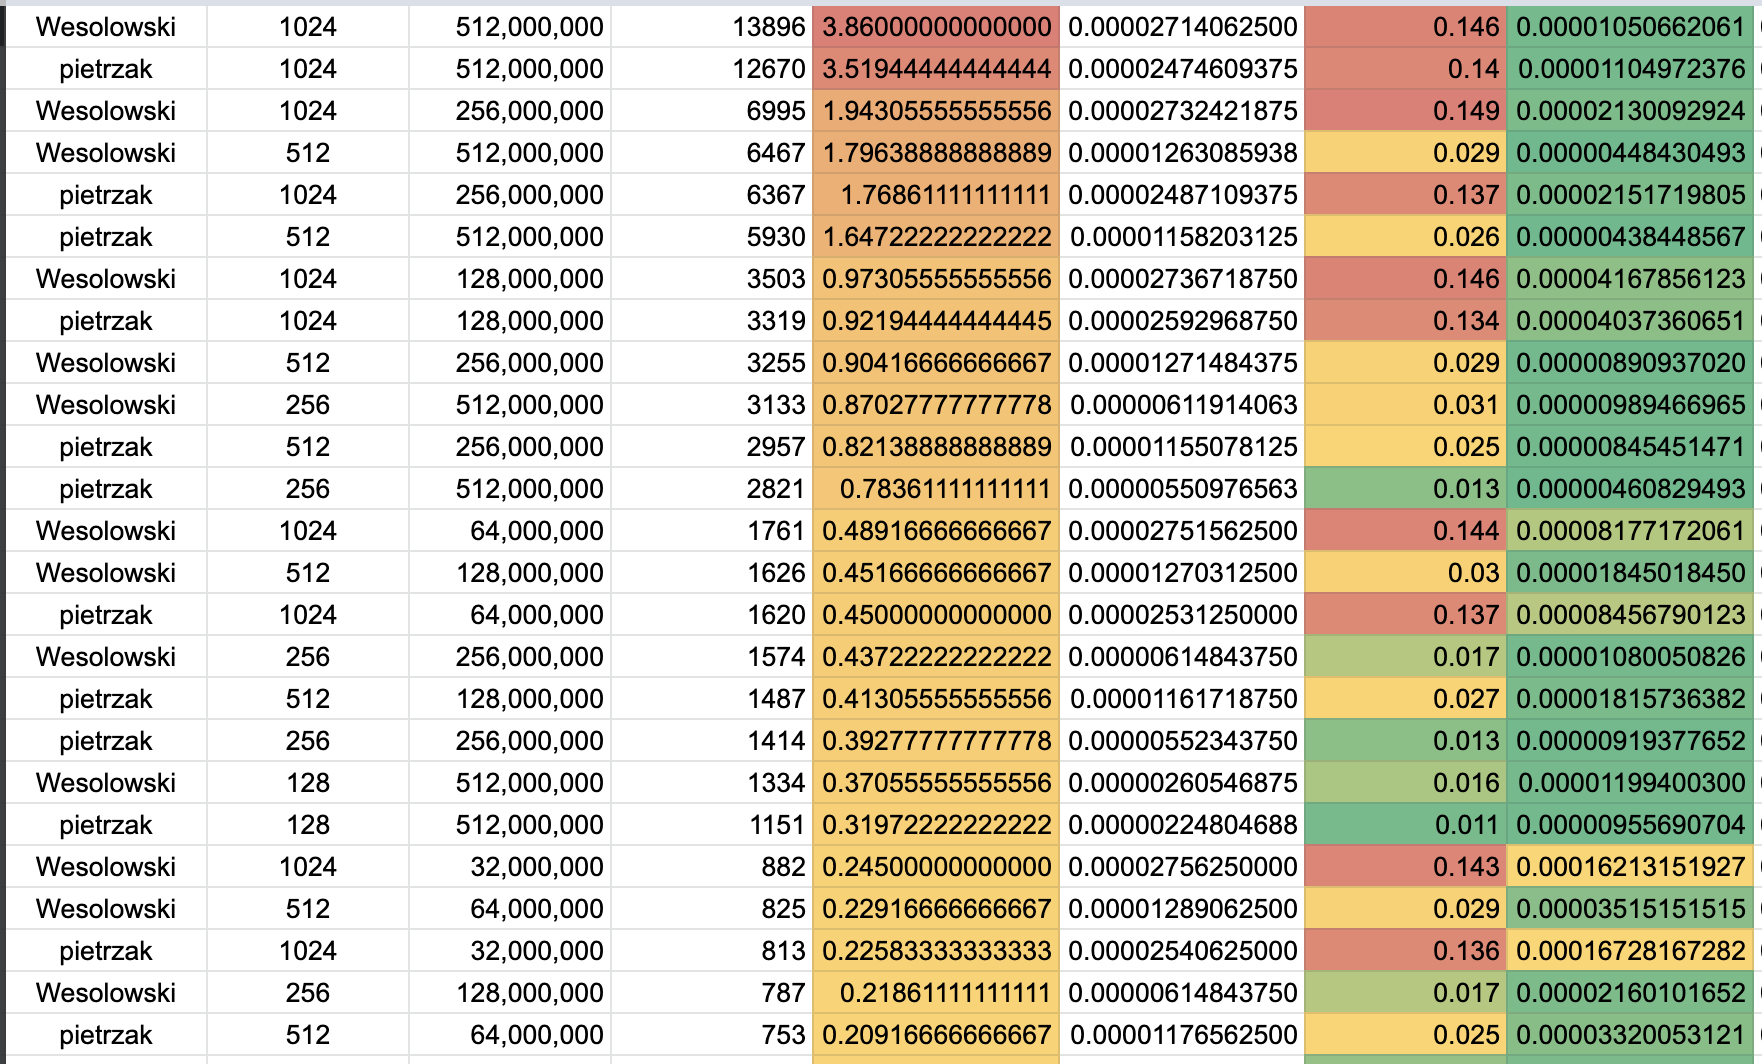 Wesolowski 1024 512,000,000 13896 3.86000000000000 0.00002714062500 0.146 0.00001050662061
pietrzak 1024 512,000,000 12670 3.51944444444444 0.00002474609375 0.14 0.00001104972376
Wesolowski 1024 256,000,000 6995 1.94305555555556 0.00002732421875 0.149 0.00002130092924
Wesolowski 512 512,000,000 6467 1.79638888888889 0.00001263085938 0.029 0.00000448430493
pietrzak 1024 256,000,000 6367 1.76861111111111 0.00002487109375 0.137 0.00002151719805
pietrzak 512 512,000,000 5930 1.64722222222222 0.00001158203125 0.026 0.00000438448567
Wesolowski 1024 128,000,000 3503 0.97305555555556 0.00002736718750 0.146 0.00004167856123
pietrzak 1024 128,000,000 3319 0.92194444444445 0.00002592968750 0.134 0.00004037360651
Wesolowski 512 256,000,000 3255 0.90416666666667 0.00001271484375 0.029 0.00000890937020
Wesolowski 256 512,000,000 3133 0.87027777777778 0.00000611914063 0.031 0.00000989466965
pietrzak 512 256,000,000 2957 0.82138888888889 0.00001155078125 0.025 0.00000845451471
pietrzak 256 512,000,000 2821 0.78361111111111 0.00000550976563 0.013 0.00000460829493
Wesolowski 1024 64,000,000 1761 0.48916666666667 0.00002751562500 0.144 0.00008177172061
Wesolowski 512 128,000,000 1626 0.45166666666667 0.00001270312500 0.03 0.00001845018450
pietrzak 1024 64,000,000 1620 0.45000000000000 0.00002531250000 0.137 0.00008456790123
Wesolowski 256 256,000,000 1574 0.43722222222222 0.00000614843750 0.017 0.00001080050826
pietrzak 512 128,000,000 1487 0.41305555555556 0.00001161718750 0.027 0.00001815736382
pietrzak 256 256,000,000 1414 0.39277777777778 0.00000552343750 0.013 0.00000919377652
Wesolowski 128 512,000,000 1334 0.37055555555556 0.00000260546875 0.016 0.00001199400300
pietrzak 128 512,000,000 1151 0.31972222222222 0.00000224804688 0.011 0.00000955690704
Wesolowski 1024 32,000,000 882 0.24500000000000 0.00002756250000 0.143 0.00016213151927
Wesolowski 512 64,000,000 825 0.22916666666667 0.00001289062500 0.029 0.00003515151515
pietrzak 1024 32,000,000 813 0.22583333333333 0.00002540625000 0.136 0.00016728167282
Wesolowski 256 128,000,000 787 0.21861111111111 0.00000614843750 0.017 0.00002160101652
pietrzak 512 64,000,000 753 0.20916666666667 0.00001176562500 0.025 0.00003320053121